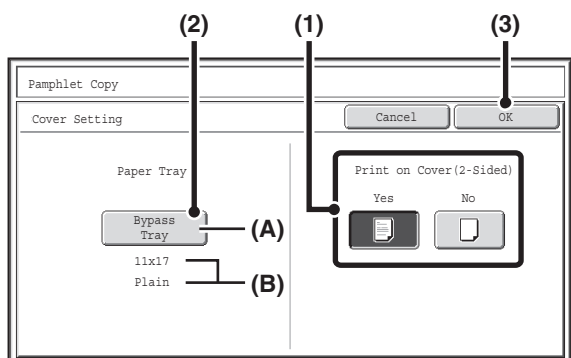 (2)
(1)
(3)
Pamphlet Copy
Cover Setting
Cancel
OK
Paper Tray
Print on Cover(2-Sided)
Yes
No
Bypass
Tray
(A)
11x17
Plain
(B)